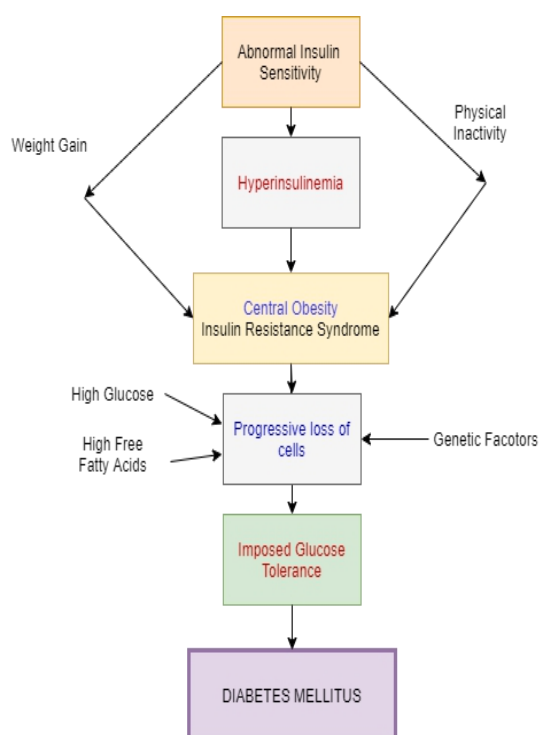 Abnormal Insulin
Sensitivity
Physical
Inactivity
Weight Gain
Hyperinsulinemia
Central Obesity
Insulin Resistance Syndrome
High Glucose
Progressive loss of
cells
High Free
Fatty Acids
Genetic Facotors
Imposed Glucose
Tolerance
DIABETES MELLITUS